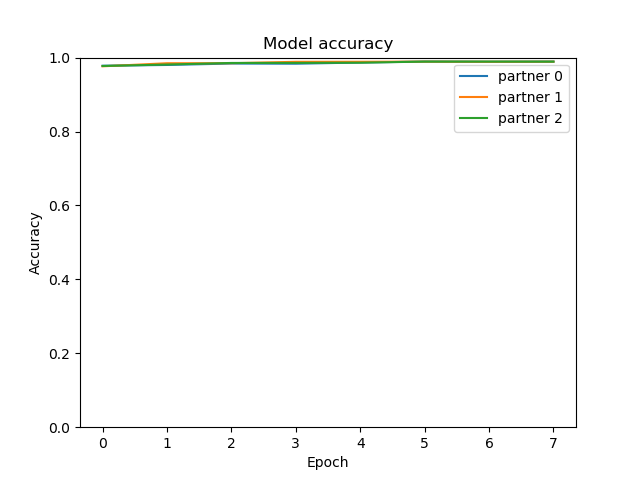 Model accuracy
1.0
0.8
0.6
0.4
0.2
0.0
Accuracy
partner 0
partner 1
partner 2
0 1 2 3 4 5 6 7
Epoch